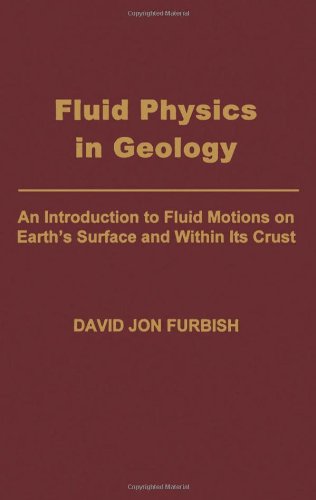 Fluid Physics
in Geology
An Introduction to Fluid Motions on
Earth's Surface and Within Its Crust
DAVID JON FURBISH